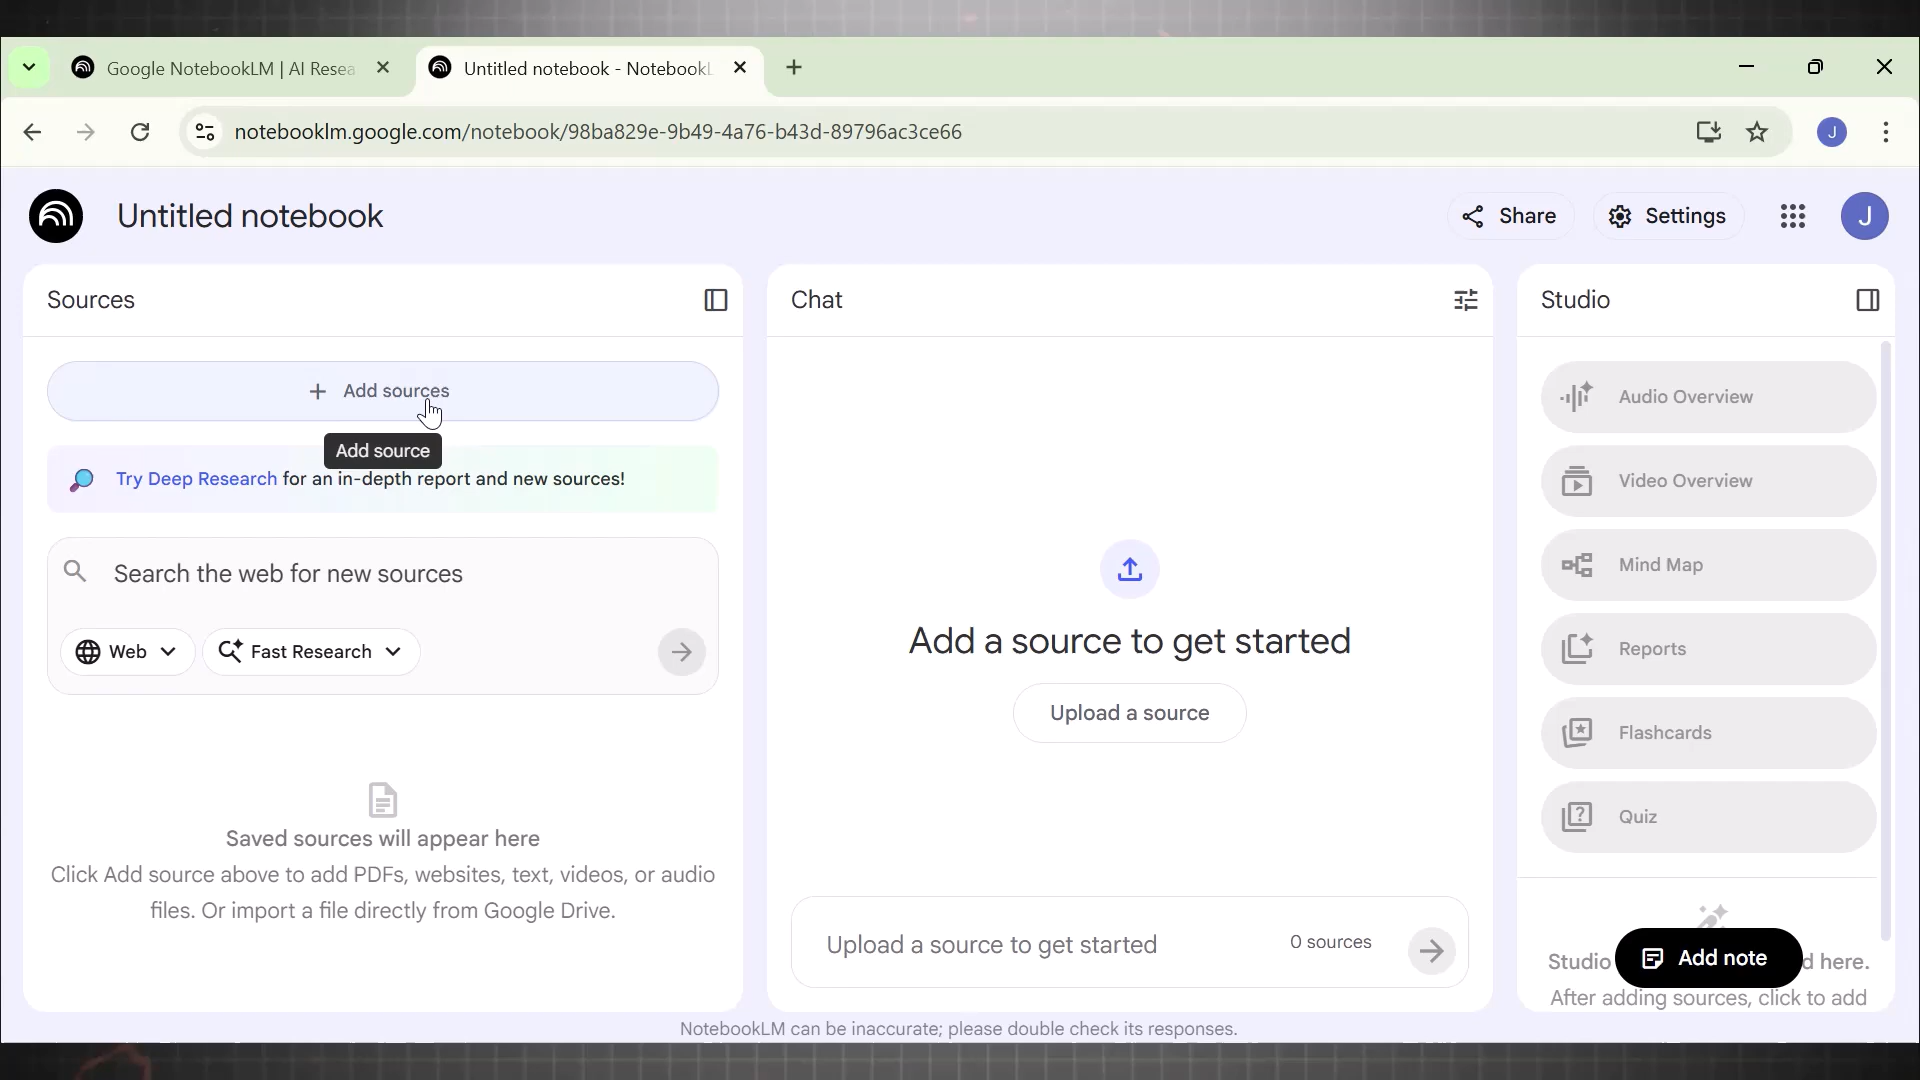 Google NotebookLM | AI Resea
Untitled notebook - NotebookL
notebooklm.google.com/notebook/98ba829e-9b49-4a76-b43d-89796ac3ce66
J
Untitled notebook
Share
Settings
J
Sources
+ Add sources
Add source
Try Deep Research for an in-depth report and new sources!
Search the web for new sources
Web
Fast Research
Saved sources will appear here
Click Add source above to add PDFs, websites, text, videos, or audio
files. Or import a file directly from Google Drive.
Chat
Add a source to get started
Upload a source
Upload a source to get started
0 sources
Studio
Audio Overview
Video Overview
Mind Map
Reports
Flashcards
Quiz
Studio
Add note
d here.
After adding sources, click to add
NotebookLM can be inaccurate; please double check its responses.